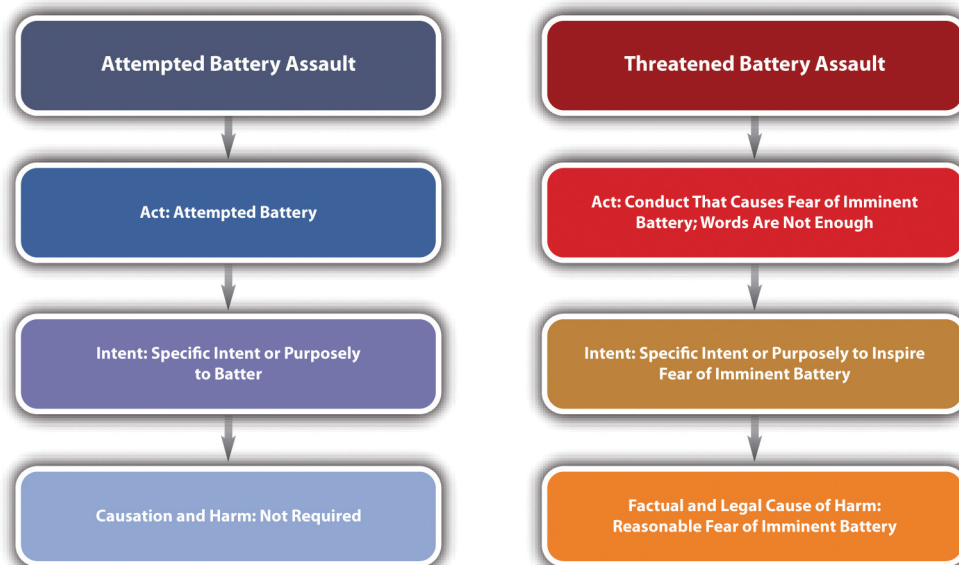 Attempted Battery Assault
Act: Attempted Battery
Intent: Specific Intent or Purposely
to Batter
Causation and Harm: Not Required
Threatened Battery Assault
Act: Conduct That Causes Fear of Imminent
Battery; Words Are Not Enough
Intent: Specific Intent or Purposely to Inspire
Fear of Imminent Battery
Factual and Legal Cause of Harm:
Reasonable Fear of Imminent Battery